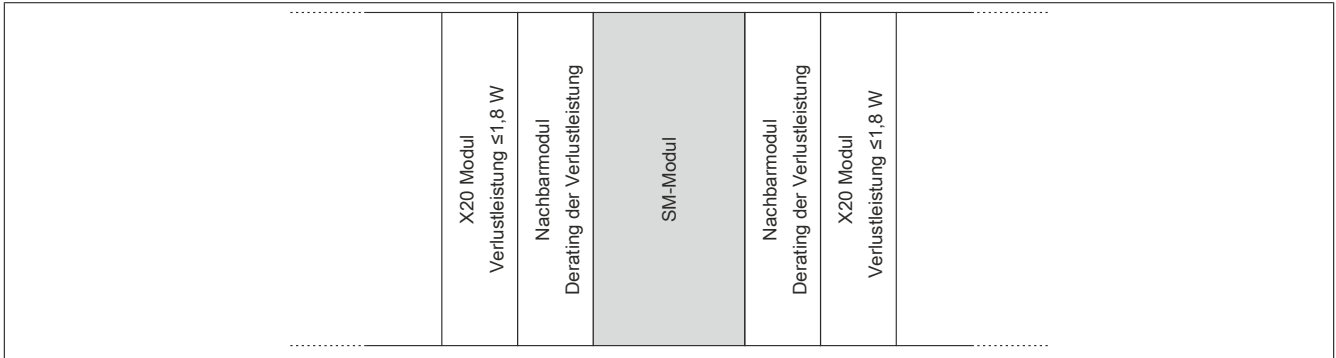 X20 Modul
Verlustleistung ≤1,8 W
Nachbarmodul
Derating der Verlustleistung
SM-Modul
Nachbarmodul
Derating der Verlustleistung
X20 Modul
Verlustleistung ≤1,8 W